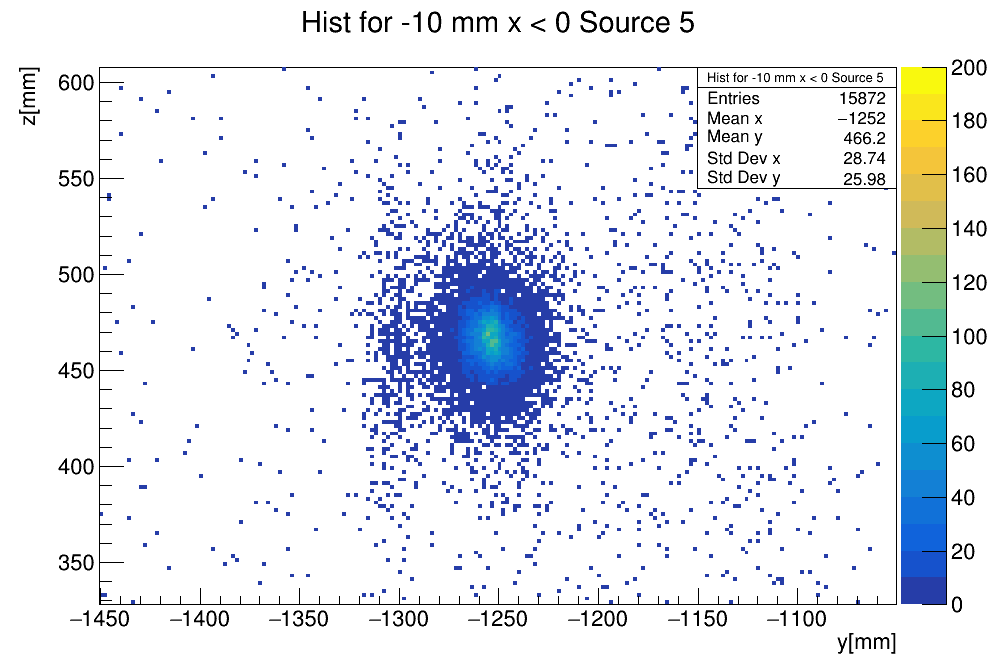 Hist for -10 mm x < 0 Source 5
z[mm]
600
550
500
450
400
350
Hist for -10 mm x < 0 Source 5
Entries 15872
Mean x −1252
Mean y 466.2
Std Dev x 28.74
Std Dev y 25.98
200
180
160
140
120
100
80
60
40
20
0
−1450 −1400 −1350 −1300 −1250 −1200 −1150 −1100
y[mm]